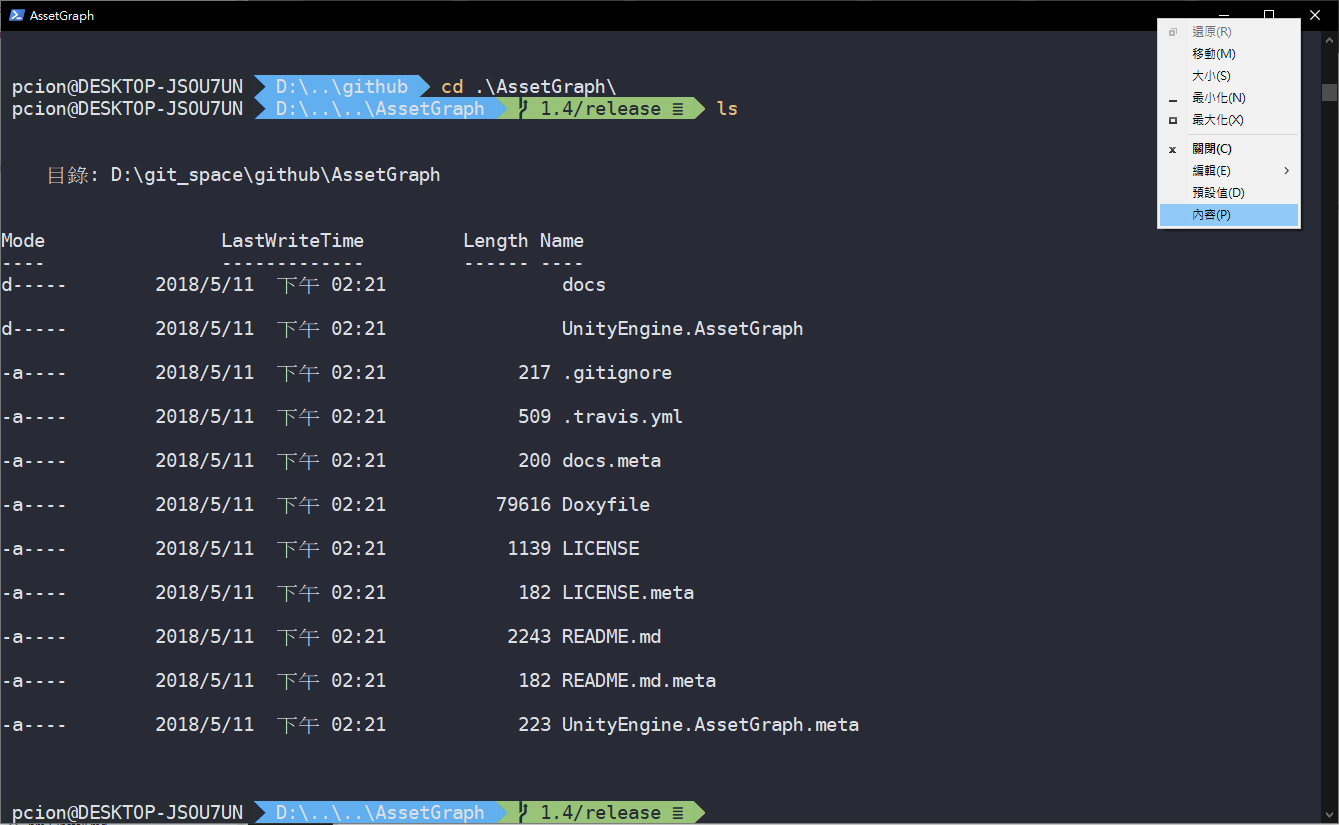 AssetGraph
還原(R)
移動(M)
大小(S)
最小化(N)
最大化(X)
關閉(C)
編輯(E)
預設值(D)
內容(P)
pcion@DESKTOP-JSOU7UN D:\..\github cd .\AssetGraph\
pcion@DESKTOP-JSOU7UN D:\..\..\AssetGraph 1.4/release ≡ ls
目錄: D:\git_space\github\AssetGraph
Mode LastWriteTime Length Name
---- ------------- ------ ----
d----- 2018/5/11 下午 02:21 docs
d----- 2018/5/11 下午 02:21 UnityEngine.AssetGraph
-a---- 2018/5/11 下午 02:21 217 .gitignore
-a---- 2018/5/11 下午 02:21 509 .travis.yml
-a---- 2018/5/11 下午 02:21 200 docs.meta
-a---- 2018/5/11 下午 02:21 79616 Doxyfile
-a---- 2018/5/11 下午 02:21 1139 LICENSE
-a---- 2018/5/11 下午 02:21 182 LICENSE.meta
-a---- 2018/5/11 下午 02:21 2243 README.md
-a---- 2018/5/11 下午 02:21 182 README.md.meta
-a---- 2018/5/11 下午 02:21 223 UnityEngine.AssetGraph.meta
pcion@DESKTOP-JSOU7UN D:\..\..\AssetGraph 1.4/release ≡